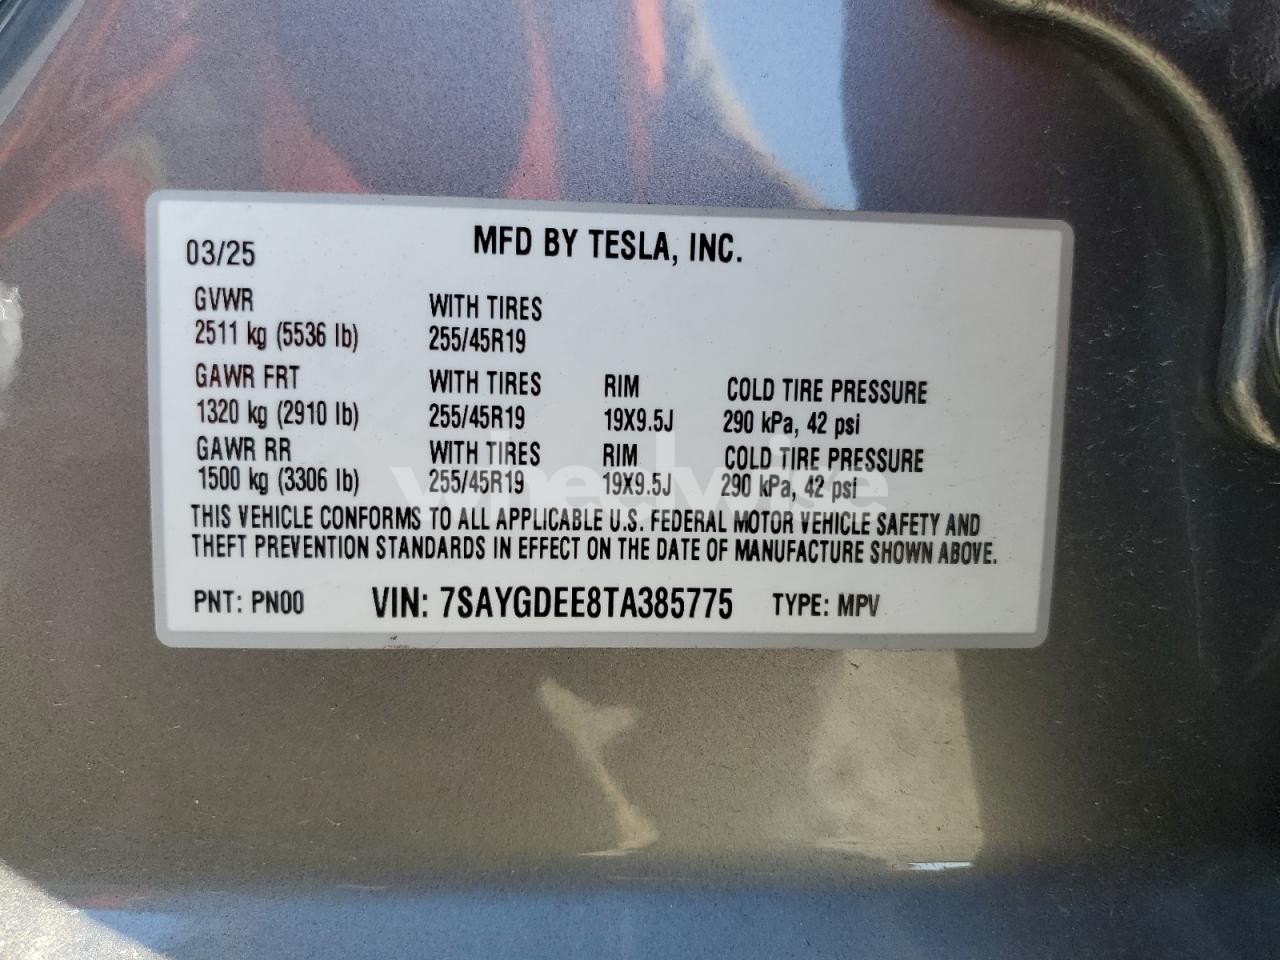 03/25 MFD BY TESLA, INC.
GVWR WITH TIRES
2511 kg (5536 lb) 255/45R19
GAWR FRT WITH TIRES RIM COLD TIRE PRESSURE
1320 kg (2910 lb) 255/45R19 19X9.5J 290 kPa, 42 psi
GAWR RR WITH TIRES RIM COLD TIRE PRESSURE
1500 kg (3306 lb) 255/45R19 19X9.5J 290 kPa, 42 psi
wheelwise
THIS VEHICLE CONFORMS TO ALL APPLICABLE U.S. FEDERAL MOTOR VEHICLE SAFETY AND
THEFT PREVENTION STANDARDS IN EFFECT ON THE DATE OF MANUFACTURE SHOWN ABOVE.
PNT: PN00 VIN: 7SAYGDEE8TA385775 TYPE: MPV